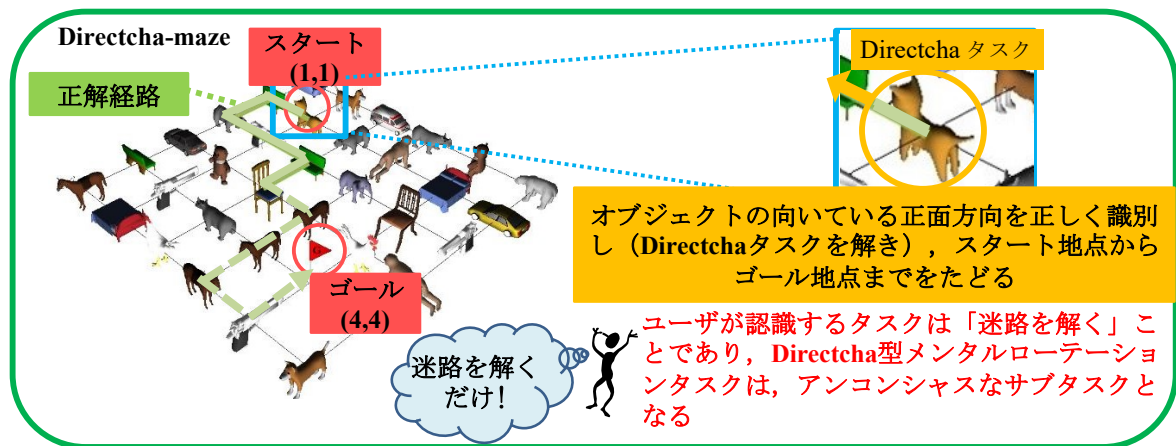 Directcha-maze
スタート
(1,1)
正解経路
Directcha タスク
オブジェクトの向いている正面方向を正しく識別
し（Directchaタスクを解き），スタート地点から
ゴール地点までをたどる
G
ゴール
(4,4)
迷路を解く
だけ！
ユーザが認識するタスクは「迷路を解く」こ
とであり，Directcha型メンタルローテーショ
ンタスクは，アンコンシャスなサブタスクと
なる